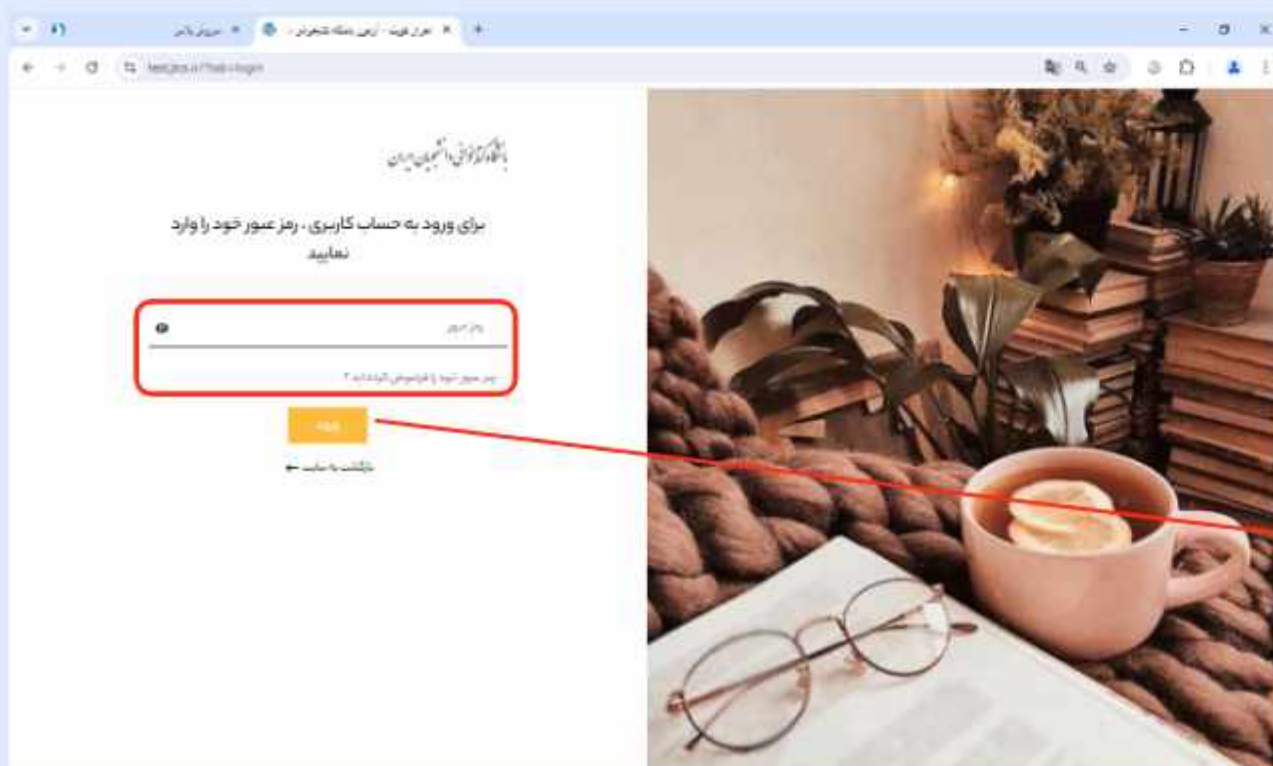 باشگاه کتابخوانی دانشجویان ایران
برای ورود به حساب کاربری ، رمز عبور خود را وارد
نمایید
رمز عبور
رمز عبور خود را فراموش کرده اید ؟
ورود
بازگشت به سایت ←